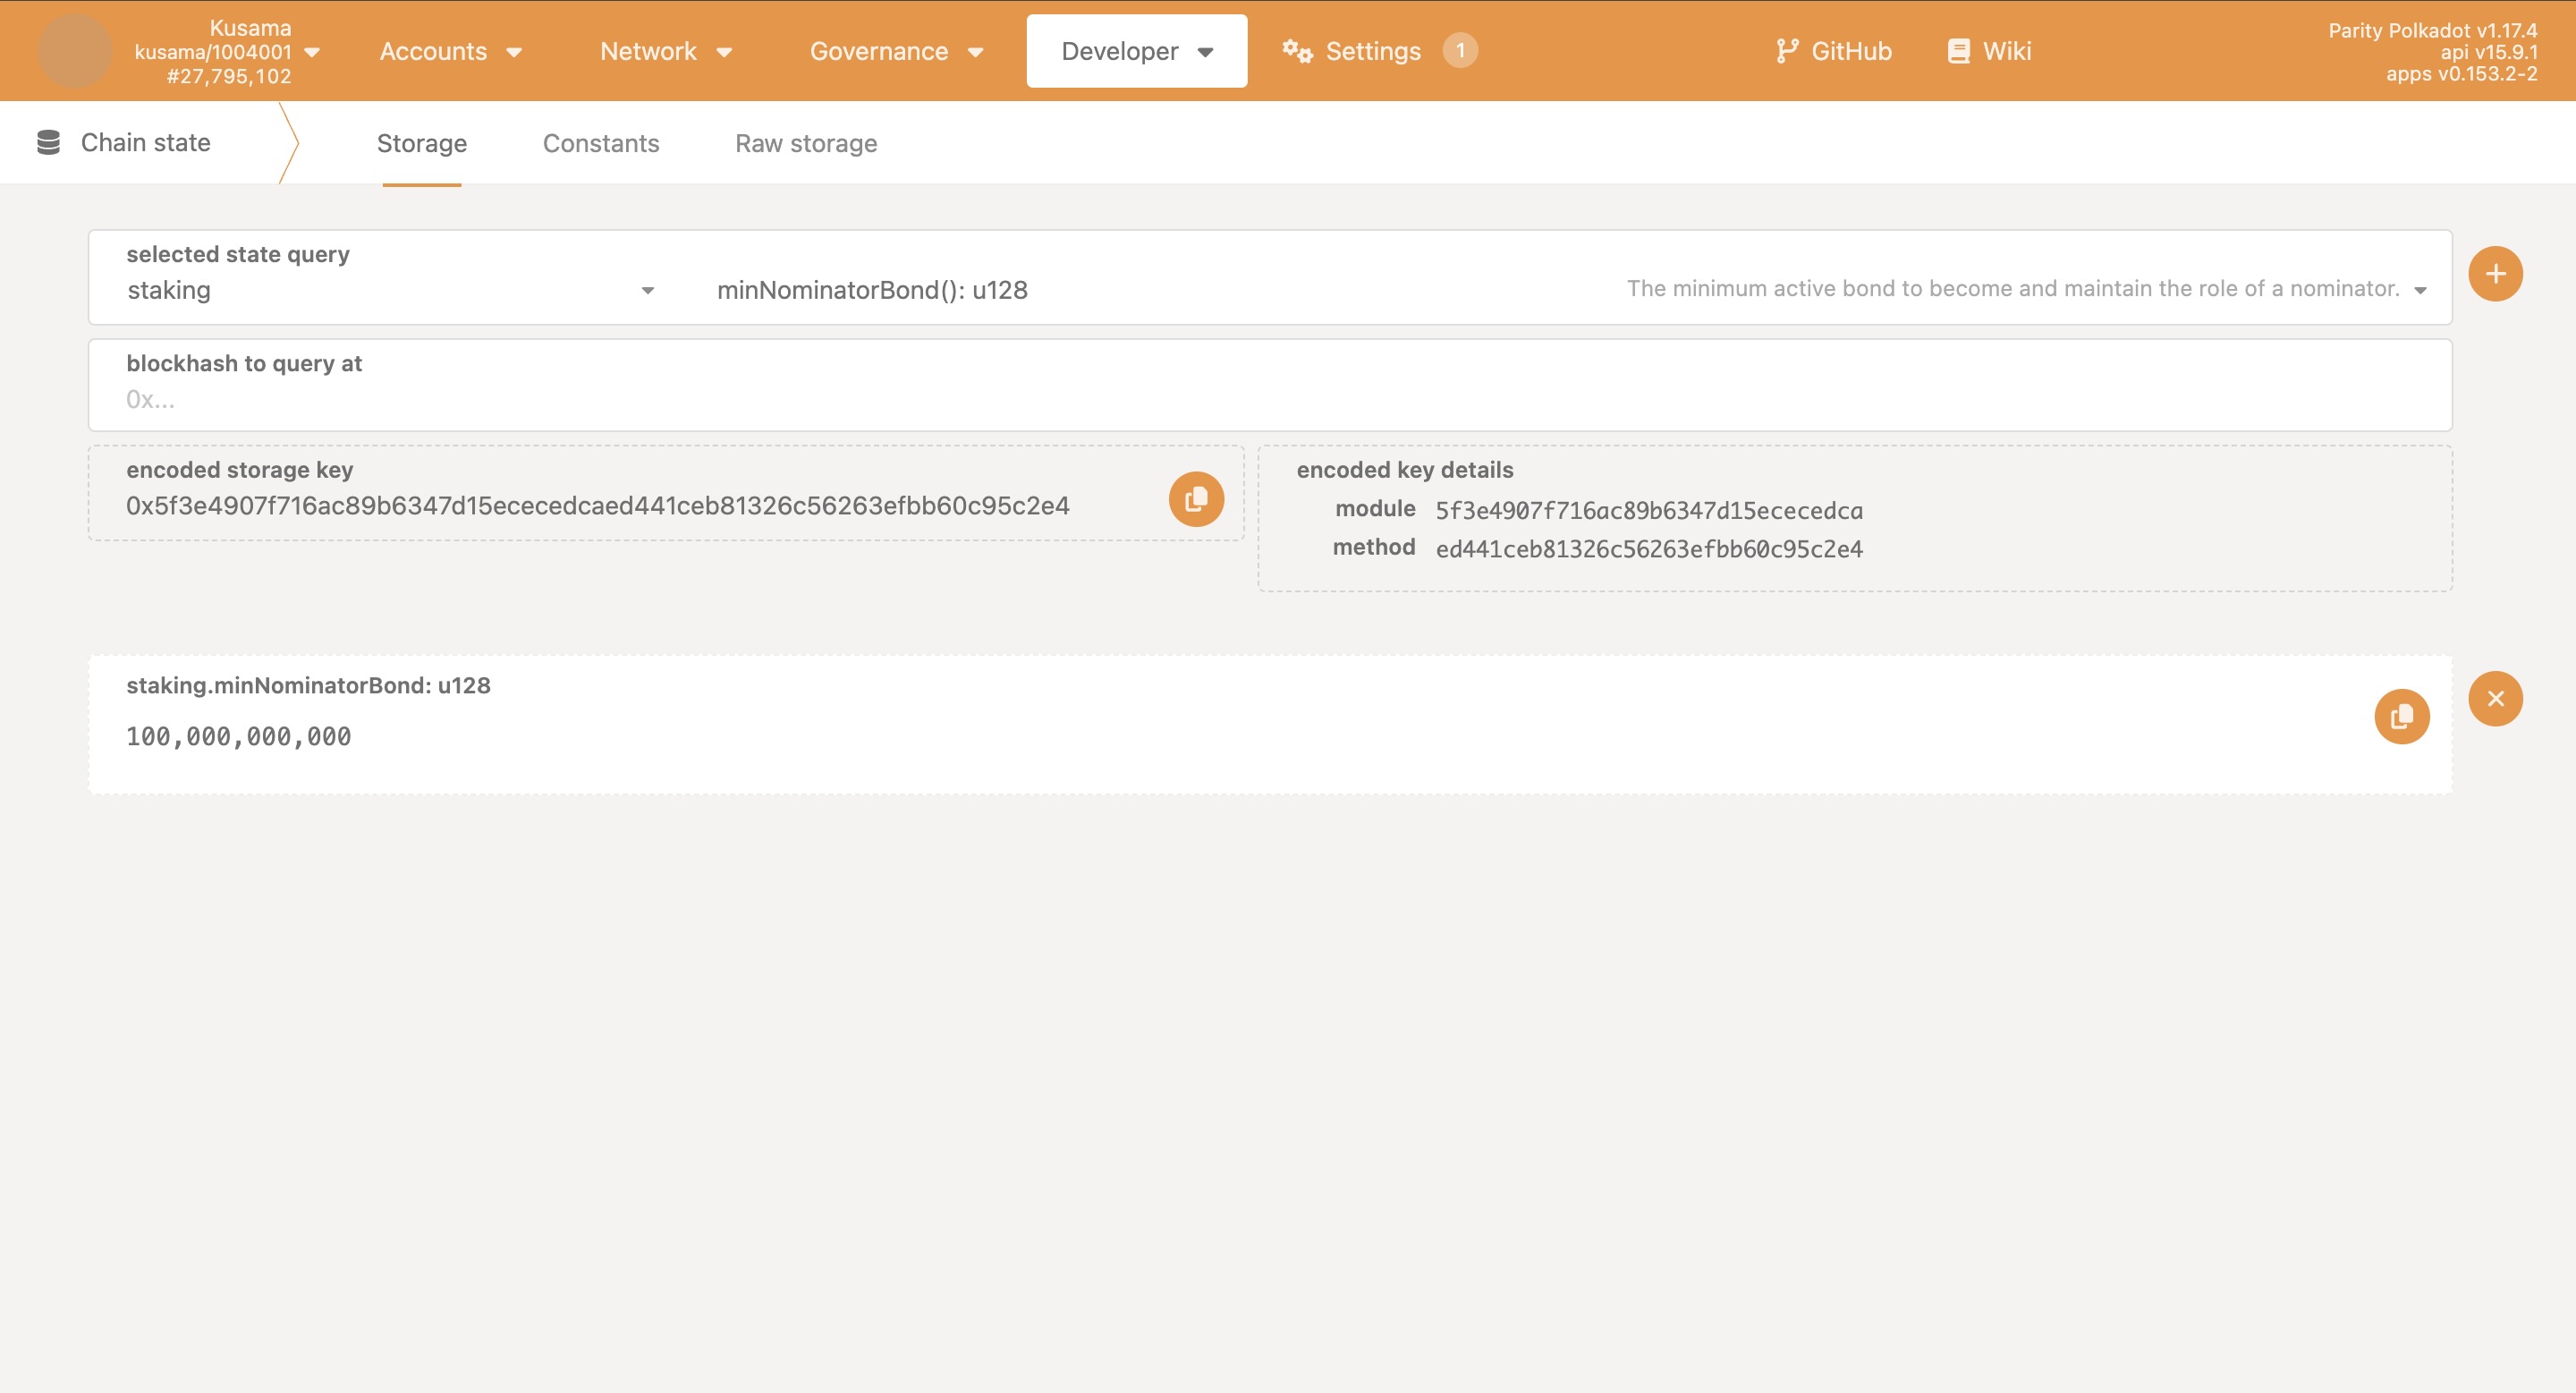 Kusama
kusama/1004001
#27,795,102
Accounts
Network
Governance
Developer
Settings 1
GitHub
Wiki
Parity Polkadot v1.17.4
api v15.9.1
apps v0.153.2-2
Chain state
Storage
Constants
Raw storage
selected state query
staking
minNominatorBond(): u128
The minimum active bond to become and maintain the role of a nominator.
blockhash to query at
0x...
encoded storage key
0x5f3e4907f716ac89b6347d15ececedcaed441ceb81326c56263efbb60c95c2e4
encoded key details
module 5f3e4907f716ac89b6347d15ececedca
method ed441ceb81326c56263efbb60c95c2e4
staking.minNominatorBond: u128
100,000,000,000